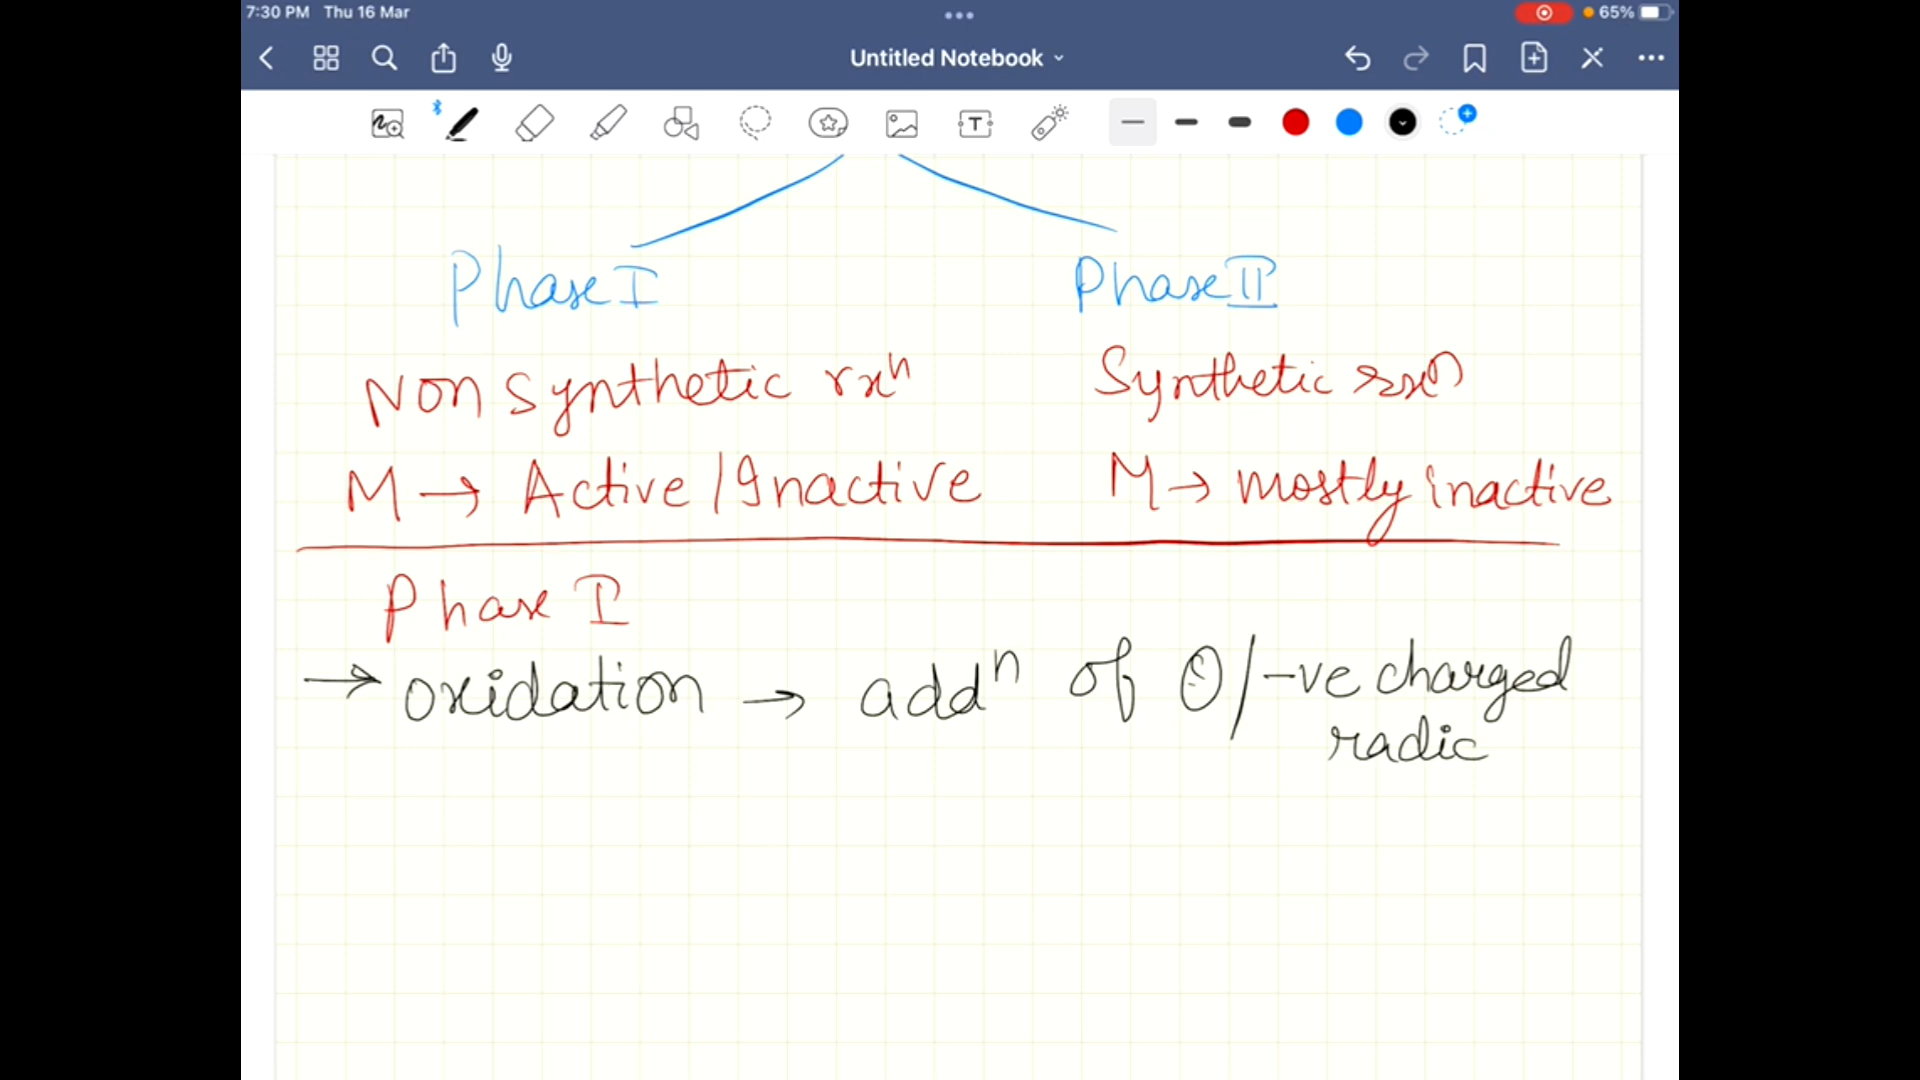 7:30 PM Thu 16 Mar
65%
Untitled Notebook
Phase I
Phase II
Non Synthetic rxⁿ
Synthetic rxⁿ
M → Active / Inactive
M → mostly inactive
Phase I
→ oxidation → addⁿ of O/-ve charged
radic